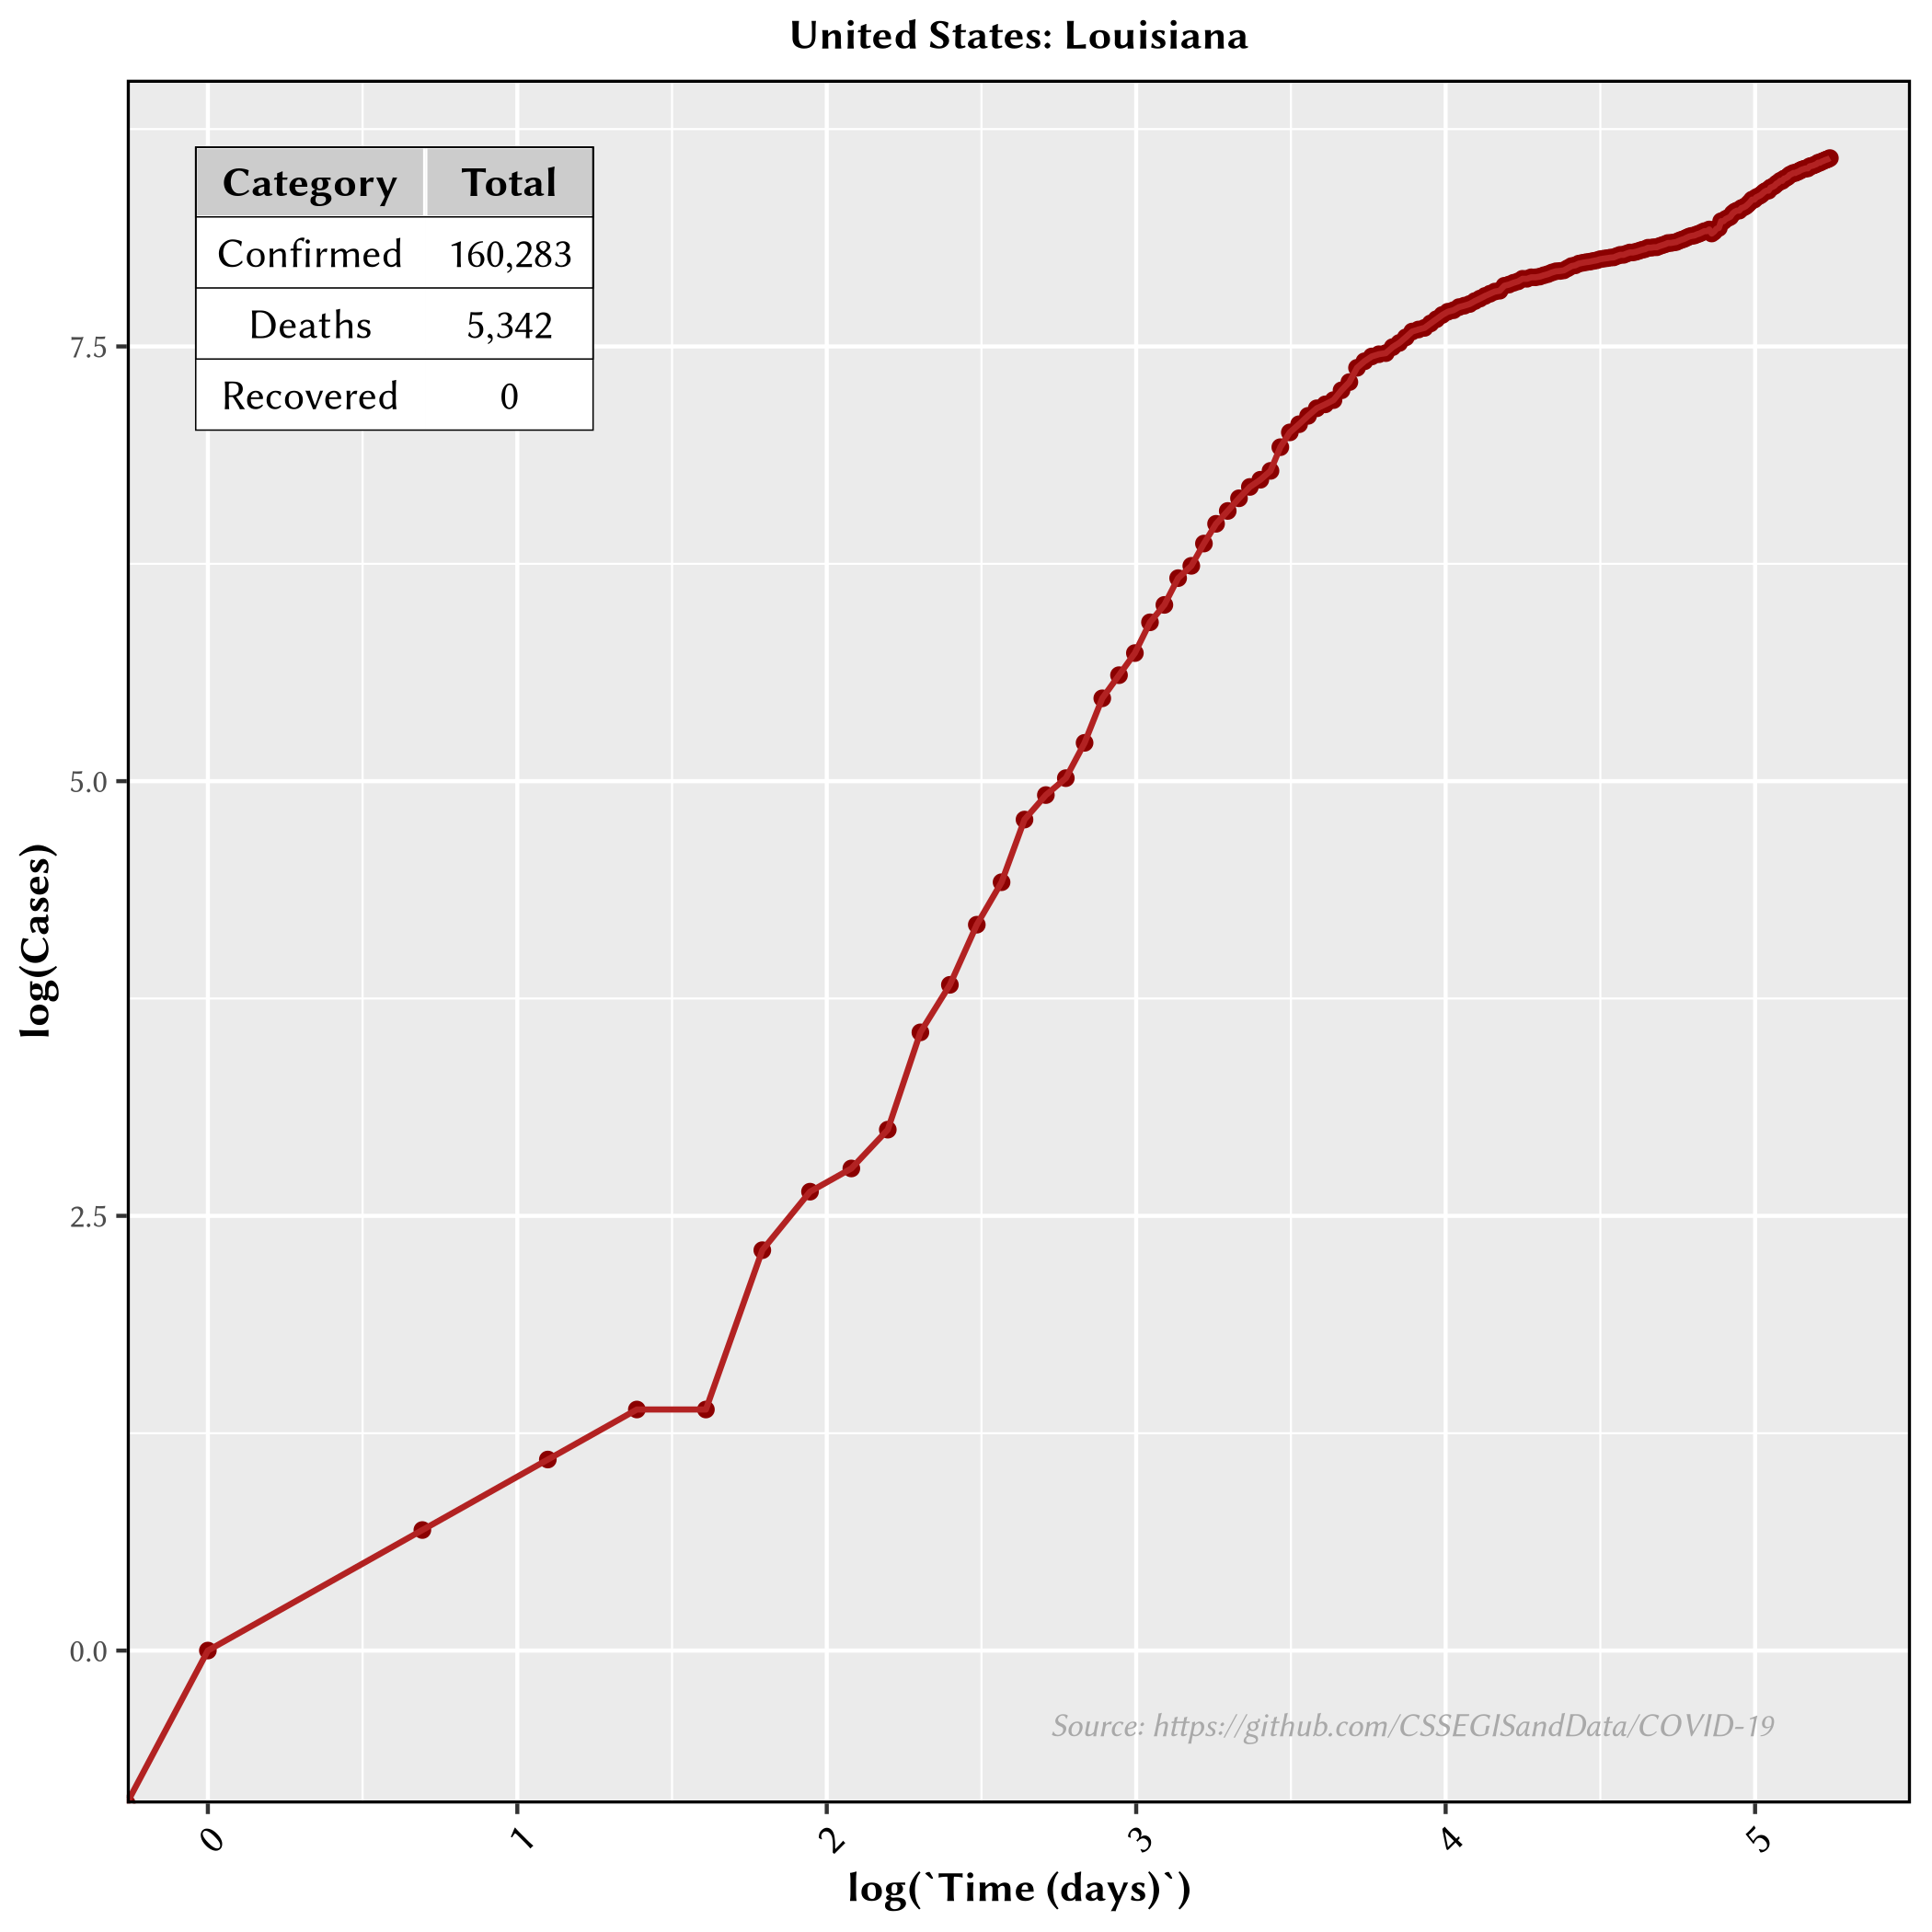 United States: Louisiana
Category Total
Confirmed 160,283
Deaths 5,342
Recovered 0
7.5
5.0
2.5
0.0
log(Cases)
Source: https://github.com/CSSEGISandData/COVID-19
0 1 2 3 4 5
log(`Time (days)`)